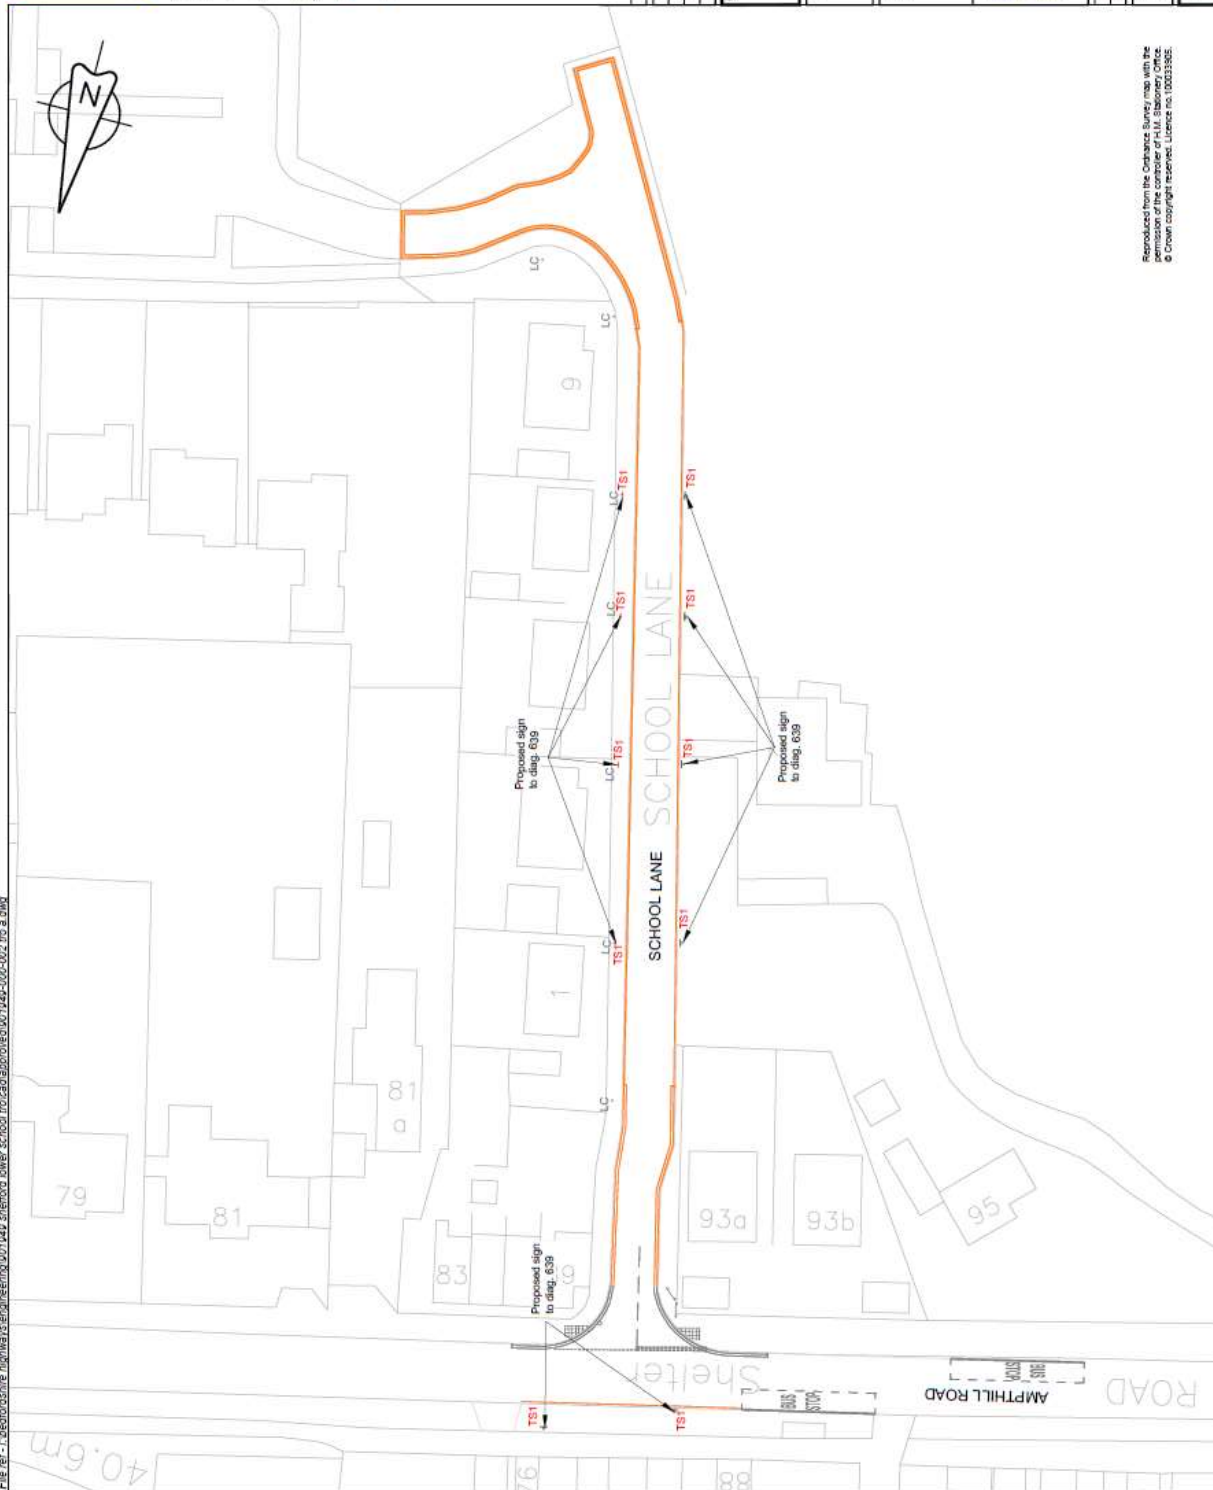 N
Reproduced from the Ordnance Survey map with the
permission of the controller of H.M. Stationery Office.
© Crown copyright reserved. Licence no.100033905.
LC
LC
9
LC
TS1
TS1
LC
TS1
TS1
SCHOOL LANE
Proposed sign
to diag. 639
LC
TS1
TS1
Proposed sign
to diag. 639
SCHOOL LANE
LC
TS1
TS1
1
LC
81
a
79
81
83
9
93a
93b
95
Proposed sign
to diag. 639
Shelter
BUS
STOP
BUS
STOP
AMPTHILL ROAD
ROAD
TS1
TS1
40.6m
76
88